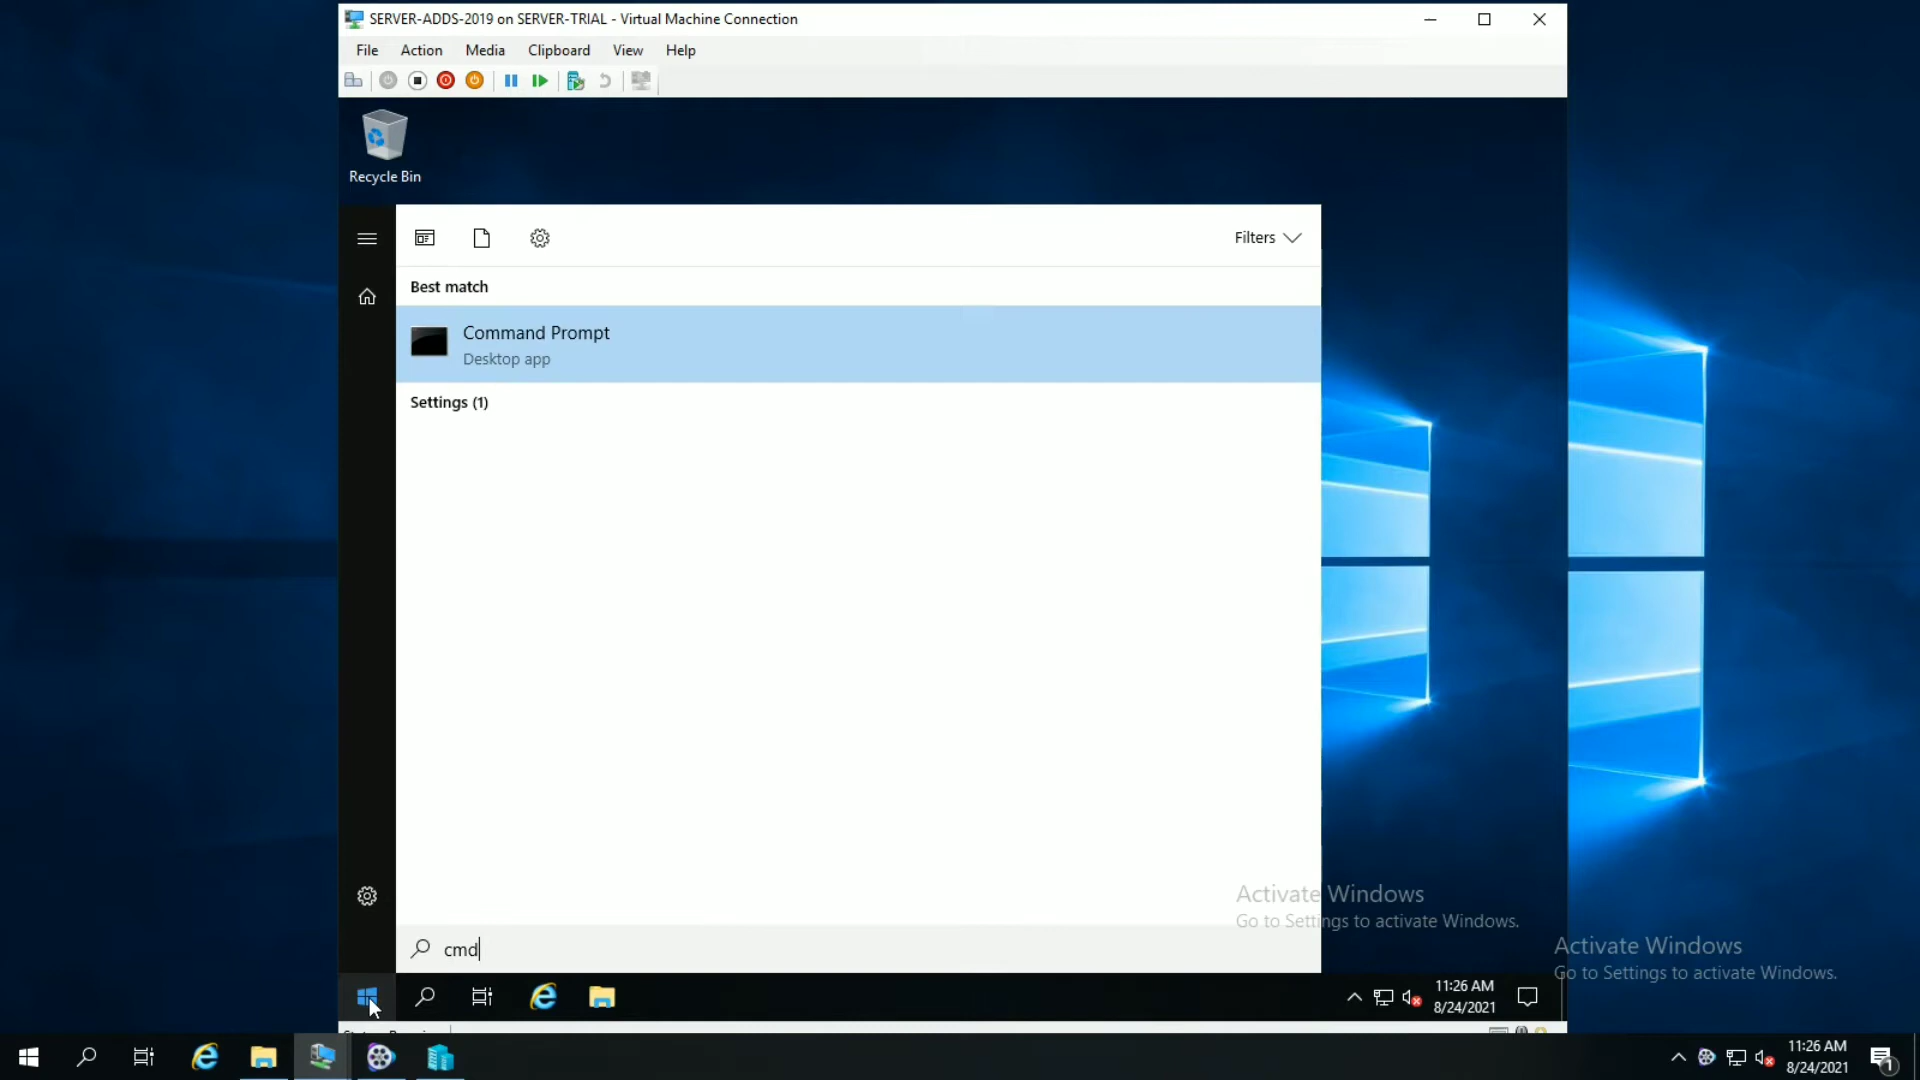 SERVER-ADDS-2019 on SERVER-TRIAL - Virtual Machine Connection
File Action Media Clipboard View Help
Recycle Bin
Filters
Best match
Command Prompt
Desktop app
Settings (1)
Activate Windows
Go to Settings to activate Windows.
cmd
Activate Windows
Go to Settings to activate Windows.
11:26 AM
8/24/2021
11:26 AM
8/24/2021
1